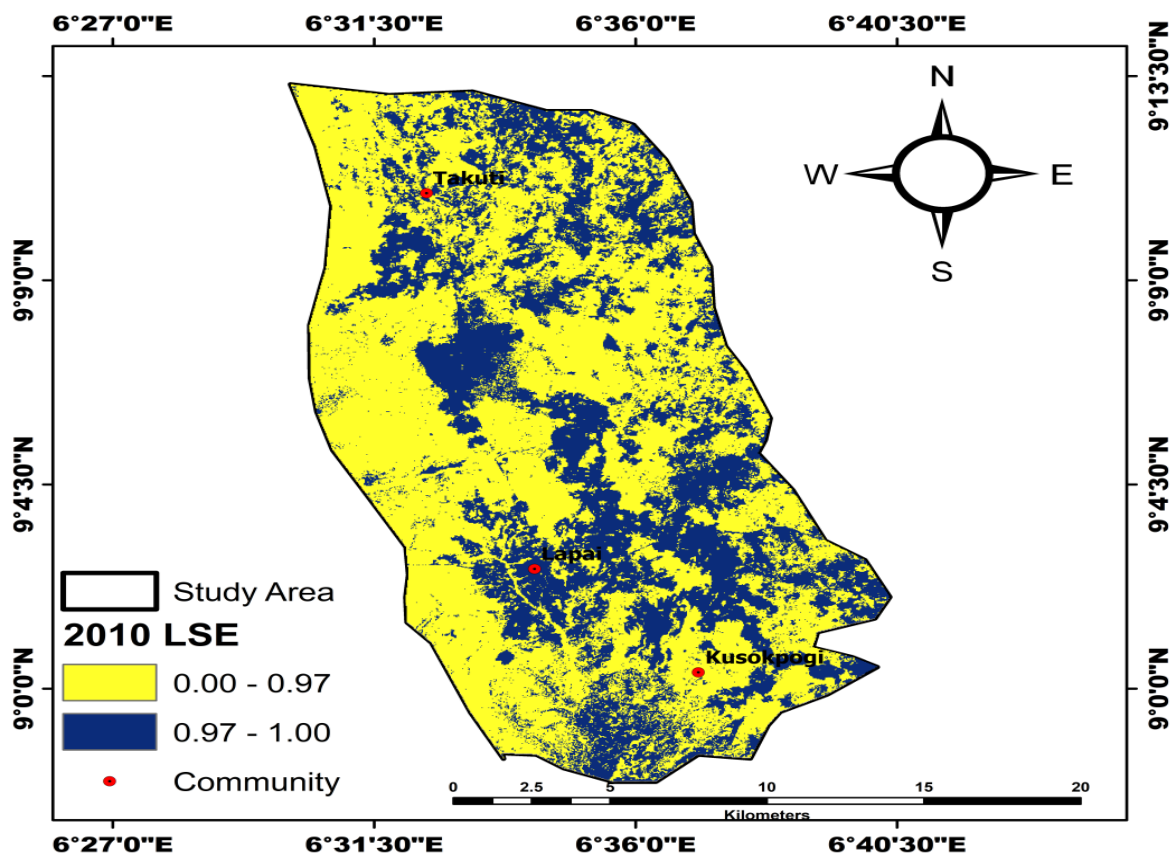 6°27'0"E 6°31'30"E 6°36'0"E 6°40'30"E
9°13'30"N
N
W E
S
Takuti
9°9'0"N 9°9'0"N
9°4'30"N 9°4'30"N
Lapai
Study Area
2010 LSE
Kusokpogi
0.00 - 0.97
9°0'0"N 9°0'0"N
0.97 - 1.00
Community
0 2.5 5 10 15 20
Kilometers
6°27'0"E 6°31'30"E 6°36'0"E 6°40'30"E